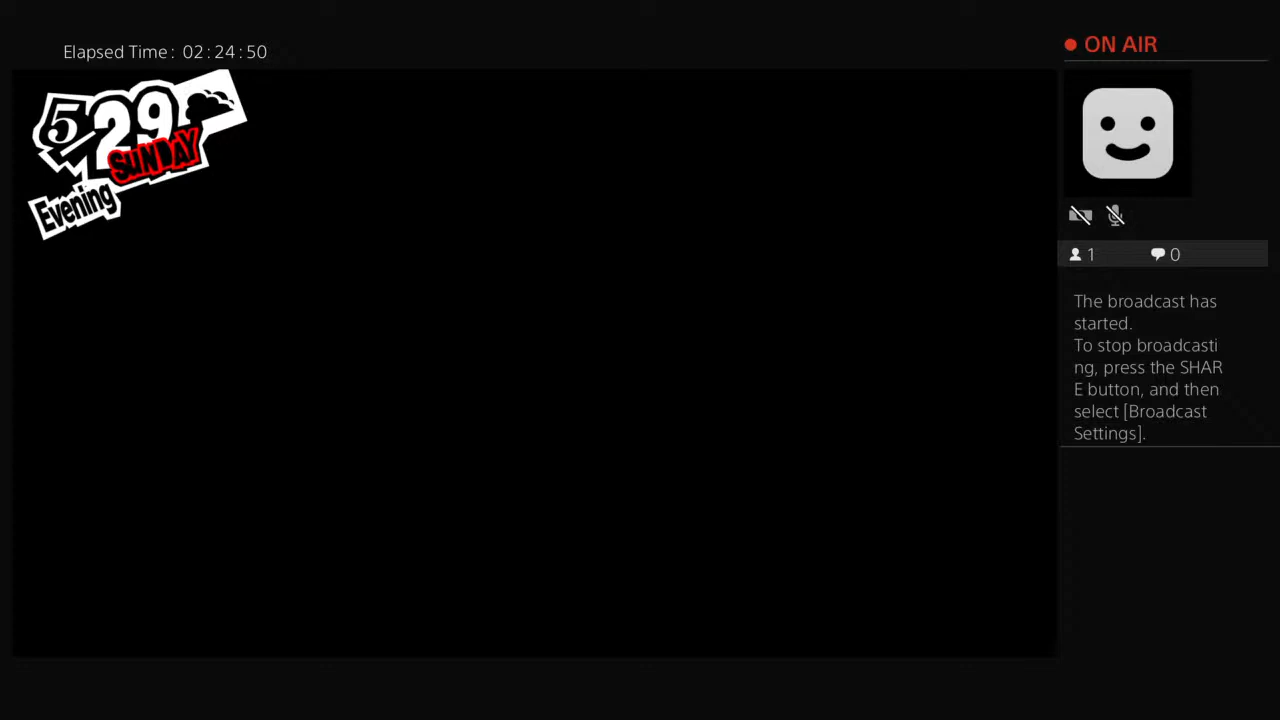 Elapsed Time: 02:24:50
ON AIR
5/29
SUNDAY
Evening
1 0
The broadcast has
started.
To stop broadcasti
ng, press the SHAR
E button, and then
select [Broadcast
Settings].